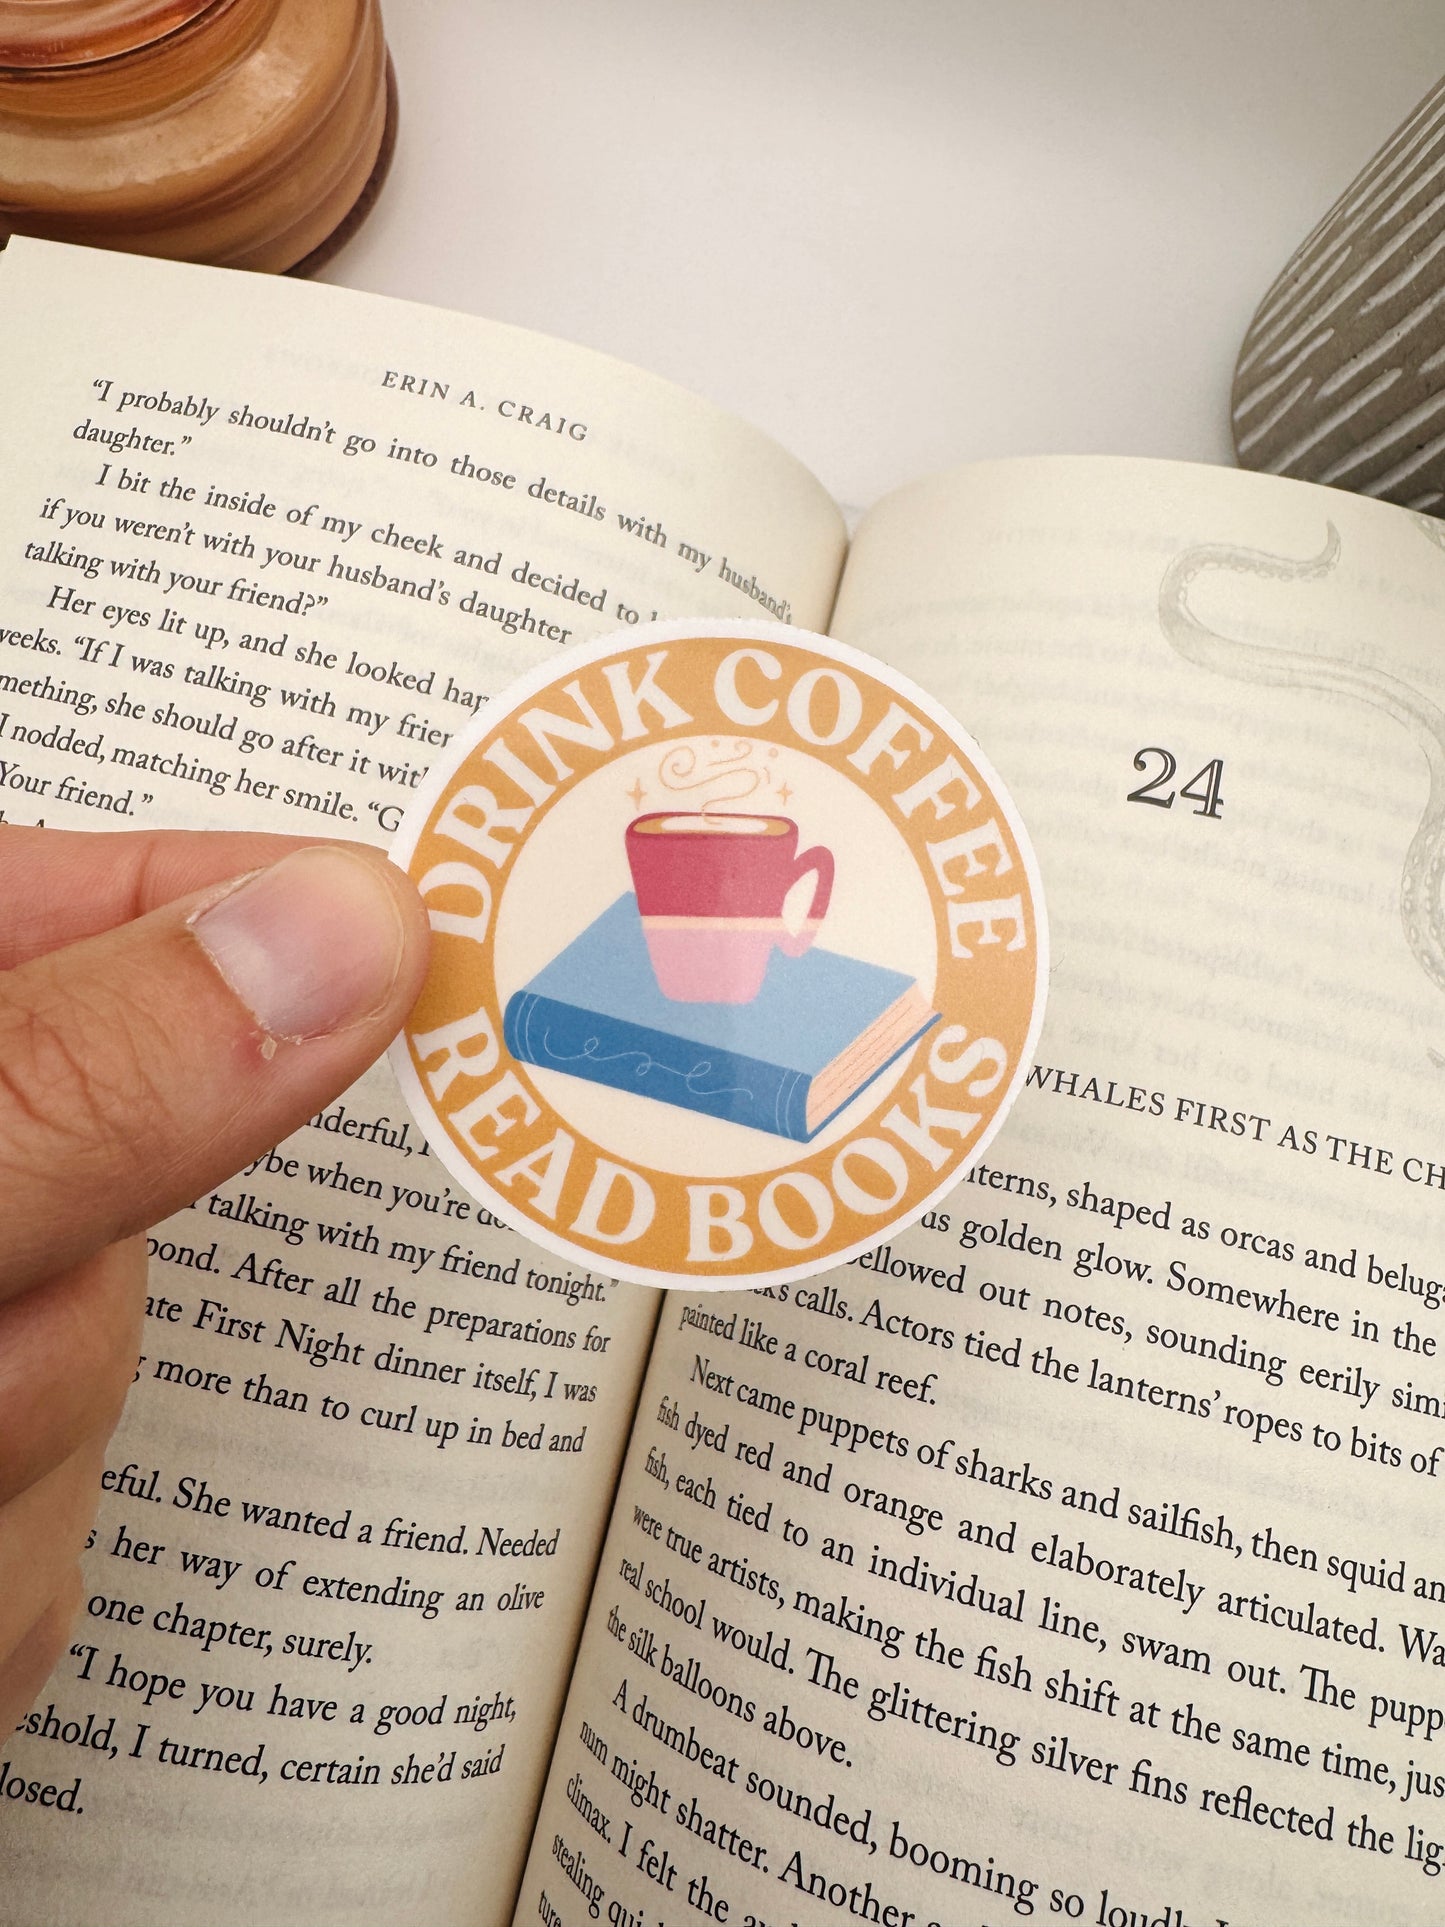 ERIN A. CRAIG
“I probably shouldn’t go into those details with my husband’s
daughter.”
I bit the inside of my cheek and decided to
if you weren’t with your husband’s daughter
talking with your friend?”
Her eyes lit up, and she looked
weeks. “If I was talking with my
mething, she should go after it
I nodded, matching her smile.
Your friend.”
nderful,
when you’re
talking with my friend tonight.”
pond. After all the preparations for
First Night dinner itself, I was
more than to curl up in bed and
eful. She wanted a friend. Needed
her way of extending an olive
one chapter, surely.
“I hope you have a good night,
eshold, I turned, certain she’d said
losed.
DRINK COFFEE
READ BOOKS
24
WHALES FIRST AS THE CH
nterns, shaped as orcas and beluga
golden glow. Somewhere in the
bellowed out notes, sounding eerily
calls. Actors tied the lanterns’ ropes to bits of
painted like a coral reef.
Next came puppets of sharks and sailfish, then squid an
fish dyed red and orange and elaborately articulated. Wa
fish, each tied to an individual line, swam out. The pupp
were true artists, making the fish shift at the same time, jus
real school would. The glittering silver fins reflected the lig
the silk balloons above.
A drumbeat sounded, booming so
num might shatter. Another
climax. I felt the
stealing